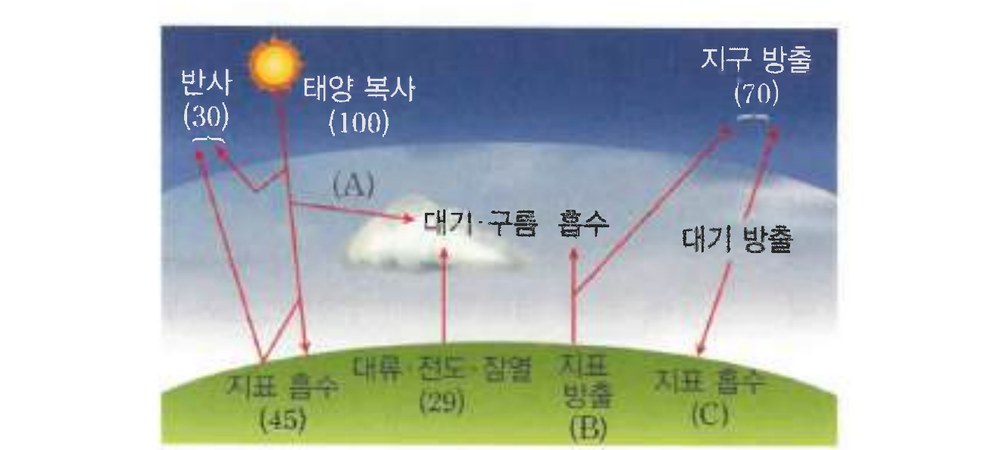 반사
(30)
태양 복사
(100)
지구 방출
(70)
(A)
대기·구름 흡수
대기 방출
지표 흡수
(45)
대류·전도·잠열
(29)
지표
방출
(B)
지표 흡수
(C)